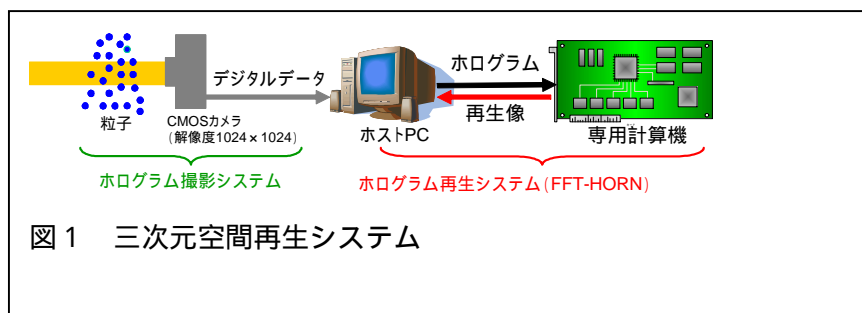 デジタルデータ
ホログラム
再生像
粒子
CMOSカメラ
(解像度1024×1024)
ホストPC
専用計算機
ホログラム撮影システム
ホログラム再生システム(FFT-HORN)
図1 三次元空間再生システム